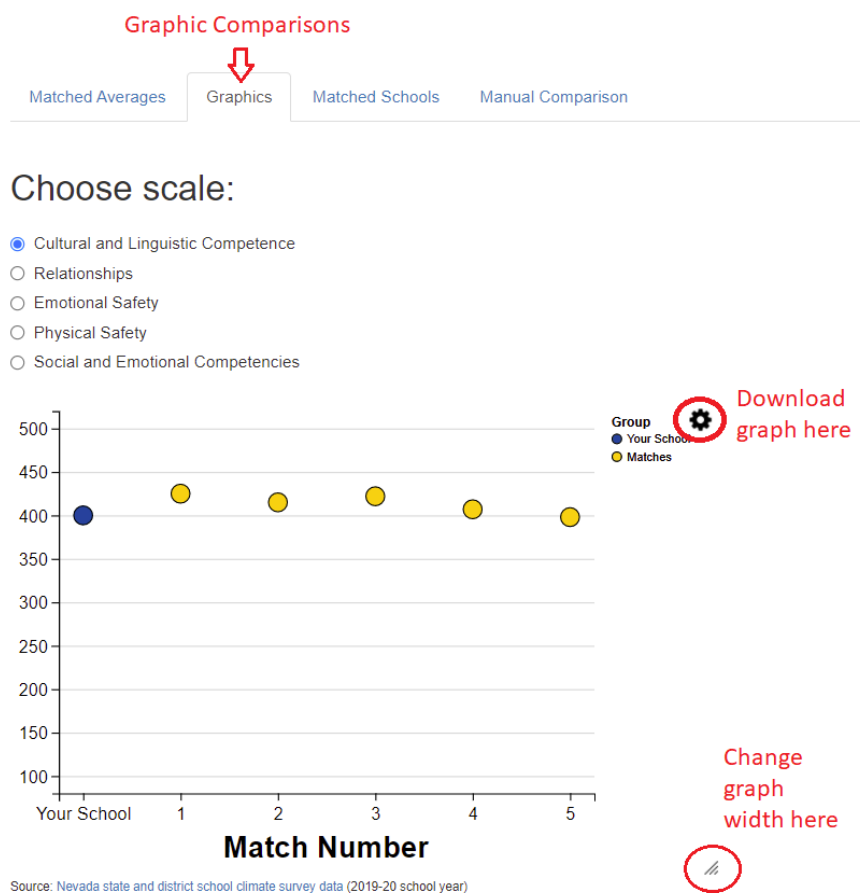 Graphic Comparisons
Matched Averages Graphics Matched Schools Manual Comparison
Choose scale:
Cultural and Linguistic Competence
Relationships
Emotional Safety
Physical Safety
Social and Emotional Competencies
Download
graph here
Group
Your School
Matches
500
450
400
350
300
250
200
150
100
Your School 1 2 3 4 5
Match Number
Change
graph
width here
Source: Nevada state and district school climate survey data (2019-20 school year)